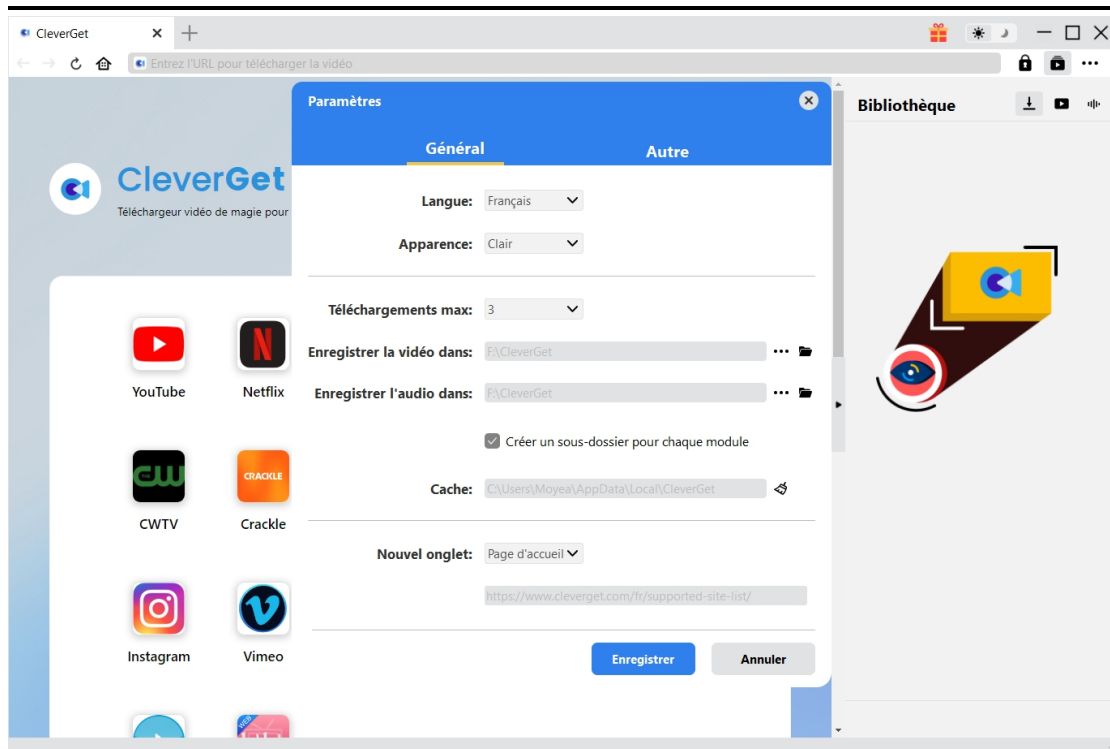 CleverGet
Entrez l'URL pour télécharger la vidéo
Paramètres
Général
Autre
Bibliothèque
CleverGet
Téléchargeur vidéo de magie pour
Langue: Français
Apparence: Clair
Téléchargements max: 3
Enregistrer la vidéo dans: F:\CleverGet
Enregistrer l'audio dans: F:\CleverGet
Créer un sous-dossier pour chaque module
Cache: C:\Users\Moyea\AppData\Local\CleverGet
Nouvel onglet: Page d'accueil
https://www.cleverget.com/fr/supported-site-list/
Enregistrer
Annuler
N
YouTube
Netflix
CW
CRACKLE
CWTV
Crackle
Instagram
Vimeo
WEB